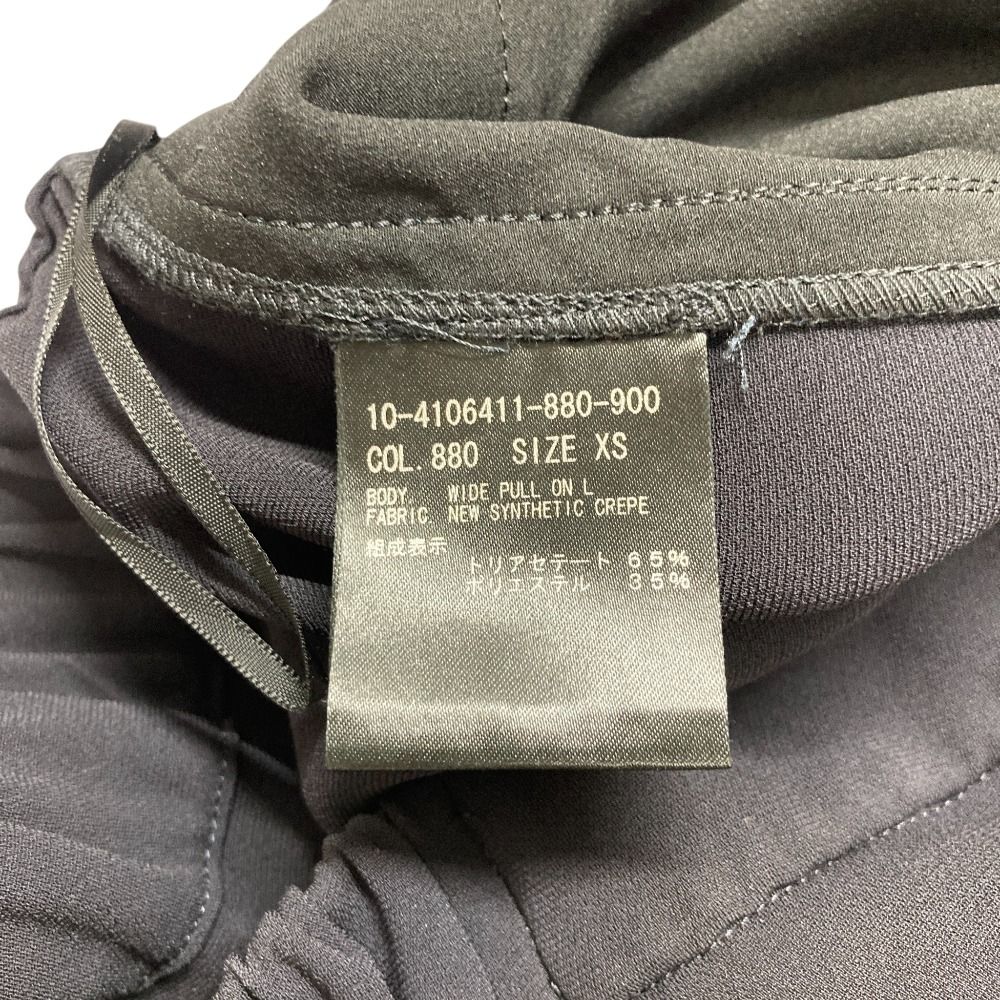 10-4106411-880-900
COL. 880 SIZE XS
BODY. WIDE PULL ON L
FABRIC NEW SYNTHETIC CREPE
組成表示
トリアセテート 65%
ポリエステル 35%